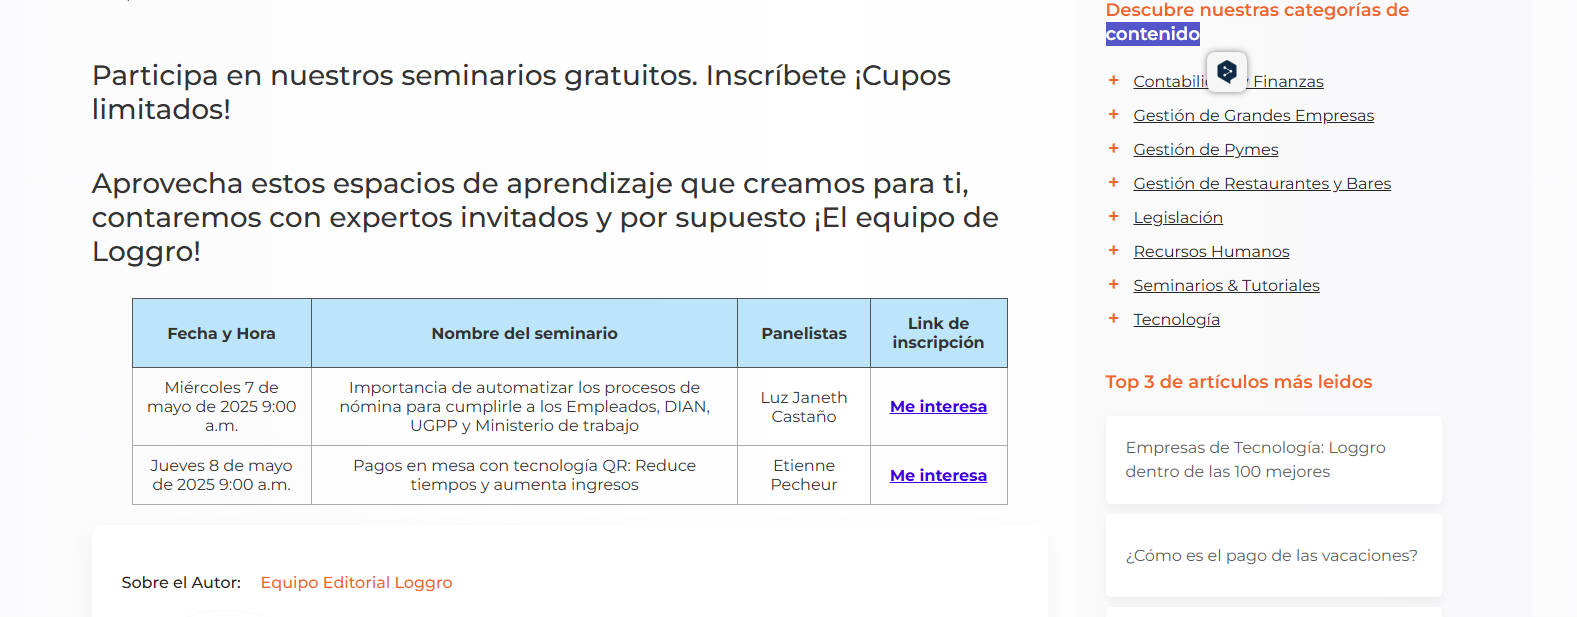 Participa en nuestros seminarios gratuitos. Inscríbete ¡Cupos
limitados!
Aprovecha estos espacios de aprendizaje que creamos para ti,
contaremos con expertos invitados y por supuesto ¡El equipo de
Loggro!
Fecha y Hora
Nombre del seminario
Panelistas
Link de
inscripción
Miércoles 7 de
mayo de 2025 9:00
a.m.
Importancia de automatizar los procesos de
nómina para cumplirle a los Empleados, DIAN,
UGPP y Ministerio de trabajo
Luz Janeth
Castaño
Me interesa
Jueves 8 de mayo
de 2025 9:00 a.m.
Pagos en mesa con tecnología QR: Reduce
tiempos y aumenta ingresos
Etienne
Pecheur
Me interesa
Sobre el Autor: Equipo Editorial Loggro
Descubre nuestras categorías de
contenido
+ Finanzas
+ Gestión de Grandes Empresas
+ Gestión de Pymes
+ Gestión de Restaurantes y Bares
+ Legislación
+ Recursos Humanos
+ Seminarios & Tutoriales
+ Tecnología
Top 3 de artículos más leidos
Empresas de Tecnología: Loggro
dentro de las 100 mejores
¿Cómo es el pago de las vacaciones?